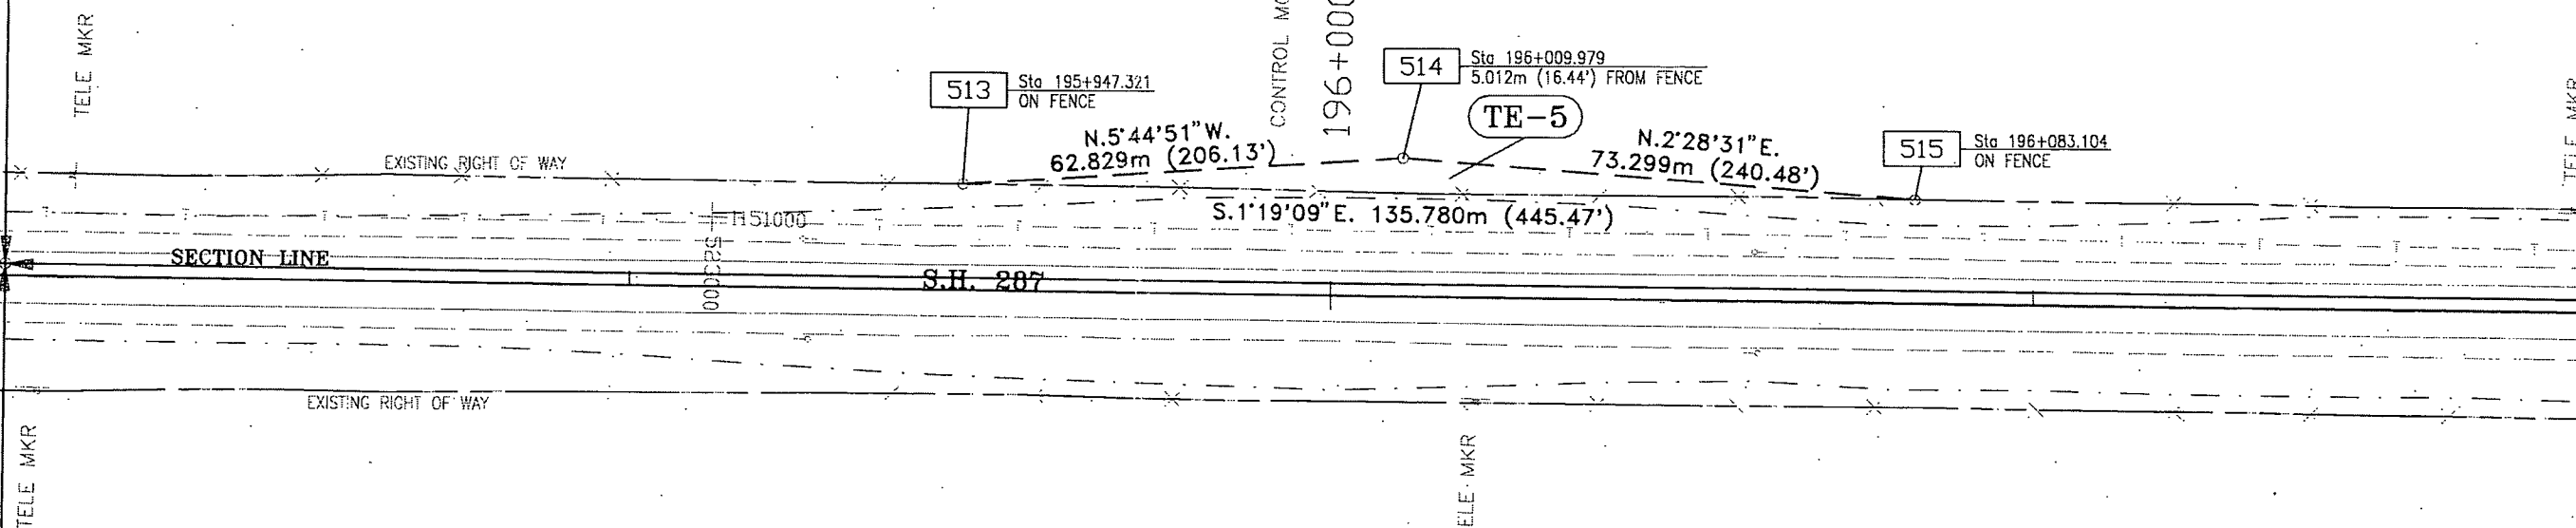 TELE MKR
CONTROL
196+000
TELE MKR
513
Sta 195+947.321
ON FENCE
514
Sta 196+009.979
5.012m (16.44') FROM FENCE
TE-5
515
Sta 196+083.104
ON FENCE
EXISTING RIGHT OF WAY
N.5°44'51"W.
62.829m (206.13')
N.2°28'31"E.
73.299m (240.48')
S.1°19'09"E. 135.780m (445.47')
1151000
SECTION LINE
S.H. 287
EXISTING RIGHT OF WAY
TELE MKR
ELE MKR